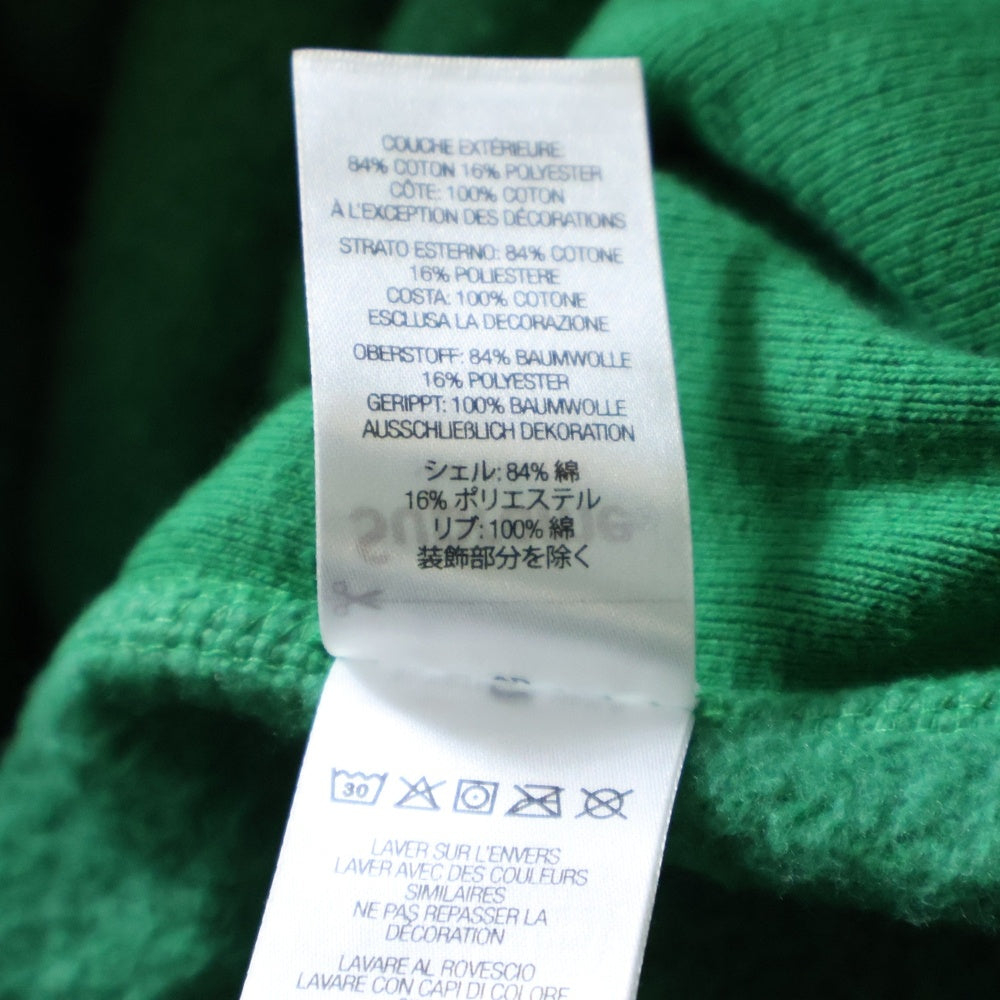 COUCHE EXTÉRIEURE:
84% COTON 16% POLYESTER
CÔTE: 100% COTON
À L'EXCEPTION DES DÉCORATIONS
STRATO ESTERNO: 84% COTONE
16% POLIESTERE
COSTA: 100% COTONE
ESCLUSA LA DECORAZIONE
OBERSTOFF: 84% BAUMWOLLE
16% POLYESTER
GERIPPT: 100% BAUMWOLLE
AUSSCHLIEßLICH DEKORATION
シェル: 84% 綿
16% ポリエステル
リブ: 100% 綿
装飾部分を除く
30
LAVER SUR L'ENVERS
LAVER AVEC DES COULEURS
SIMILAIRES
NE PAS REPASSER LA
DÉCORATION
LAVARE AL ROVESCIO
LAVARE CON CAPI DI COLORE